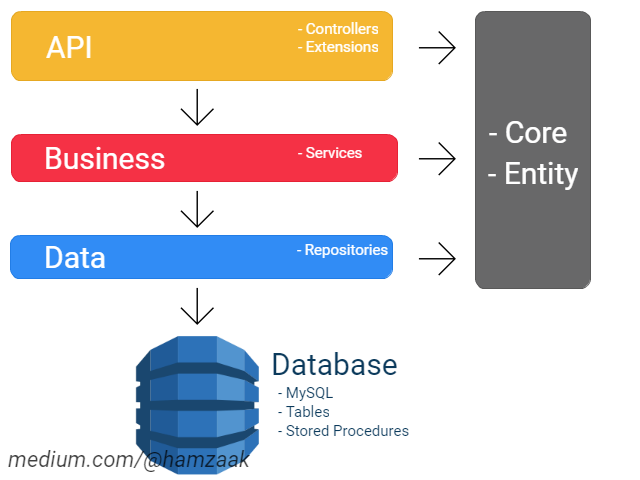 API
- Controllers
- Extensions
Business
- Services
Data
- Repositories
- Core
- Entity
Database
- MySQL
- Tables
- Stored Procedures
medium.com/@hamzaak